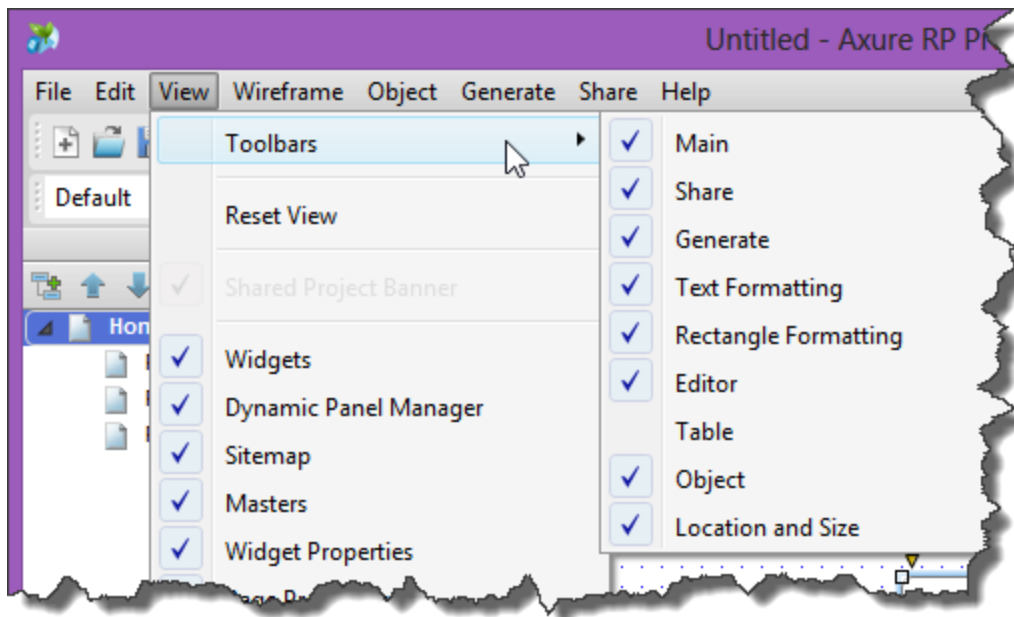 Untitled - Axure RP
File Edit View Wireframe Object Generate Share Help
Default
Toolbars
Reset View
Shared Project Banner
Widgets
Dynamic Panel Manager
Sitemap
Masters
Widget Properties
Main
Share
Generate
Text Formatting
Rectangle Formatting
Editor
Table
Object
Location and Size